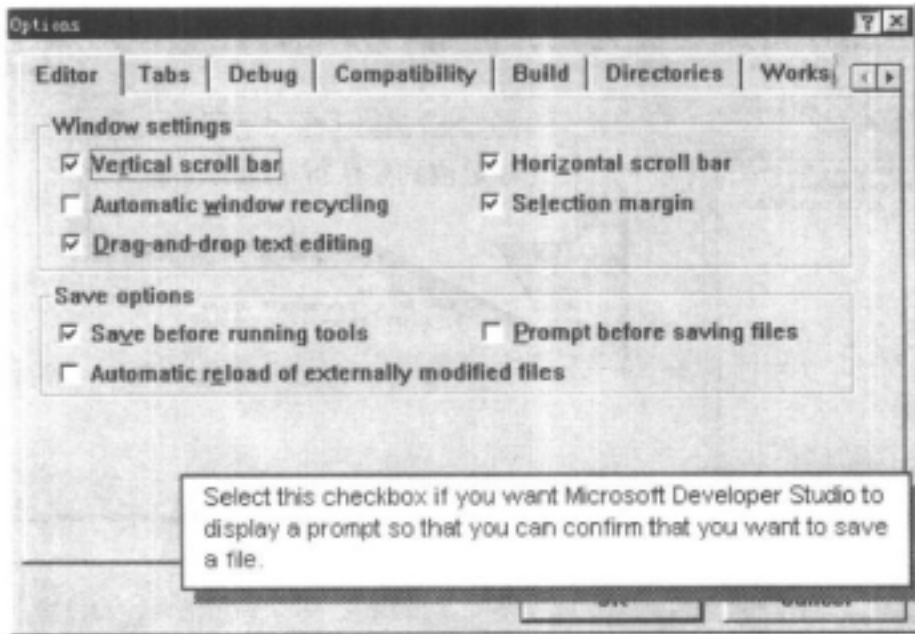 Options
Editor Tabs Debug Compatibility Build Directories Works
Window settings
Vertical scroll bar Horizontal scroll bar
Automatic window recycling Selection margin
Drag-and-drop text editing
Save options
Save before running tools Prompt before saving files
Automatic reload of externally modified files
Select this checkbox if you want Microsoft Developer Studio to
display a prompt so that you can confirm that you want to save
a file.